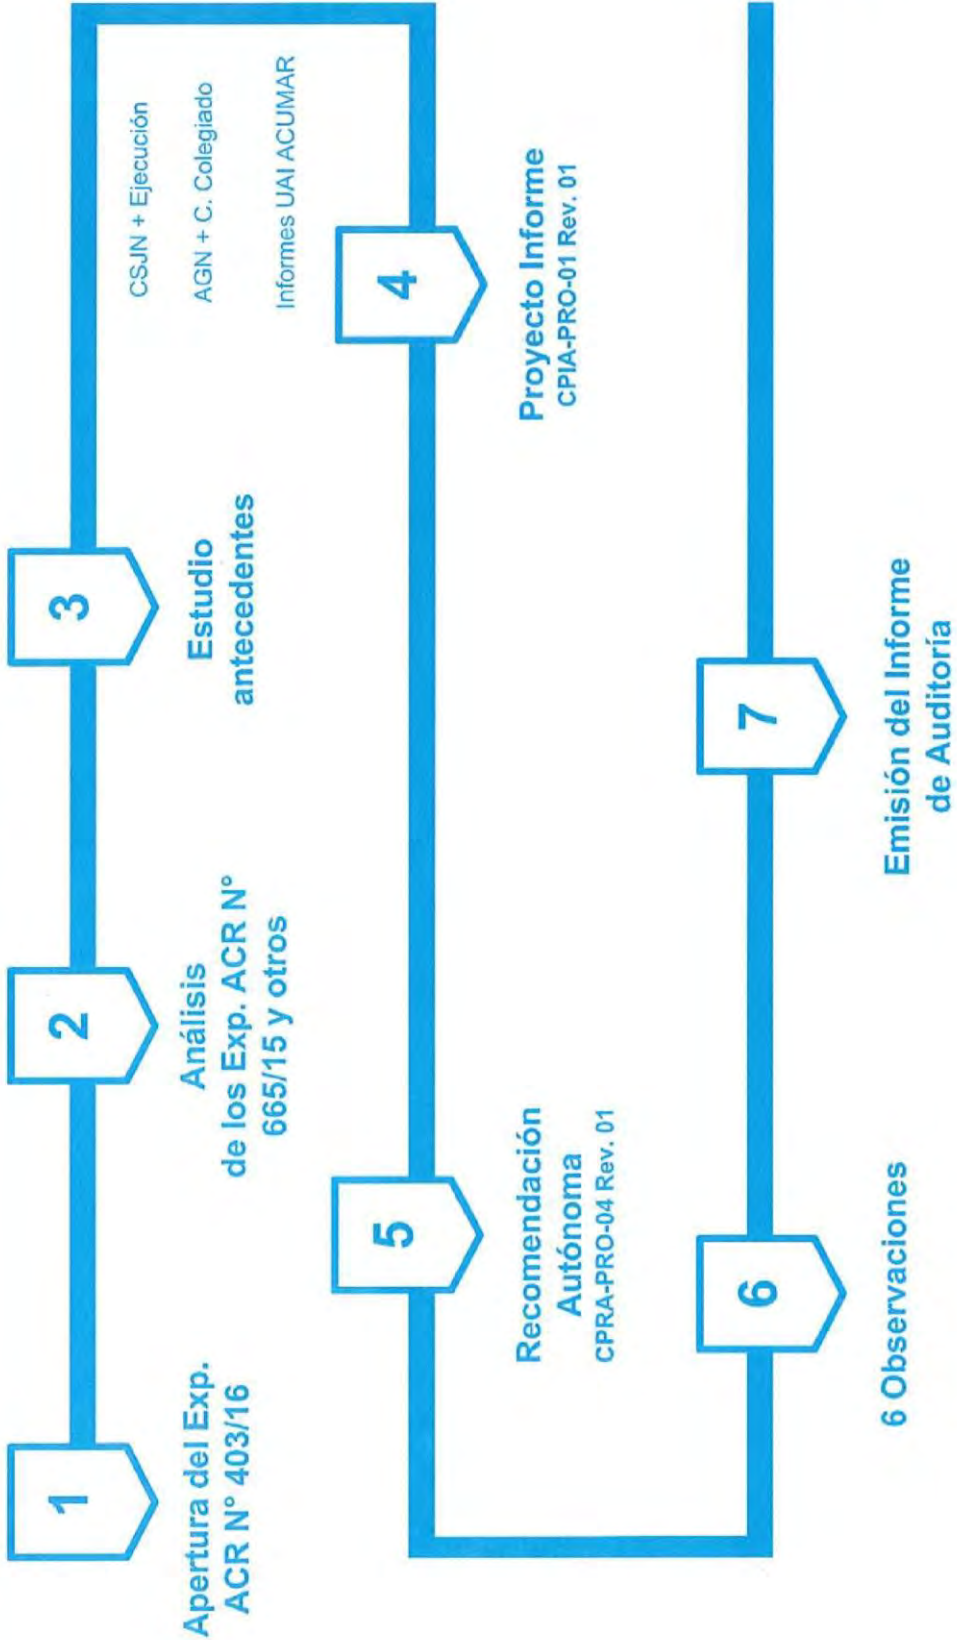 1
Apertura del Exp.
ACR N° 403/16
2
Análisis
de los Exp. ACR N°
665/15 y otros
3
Estudio
antecedentes
CSJN + Ejecución
AGN + C. Colegiado
Informes UAI ACUMAR
4
Proyecto Informe
CPIA-PRO-01 Rev. 01
5
Recomendación
Autónoma
CPRA-PRO-04 Rev. 01
6
6 Observaciones
7
Emisión del Informe
de Auditoría